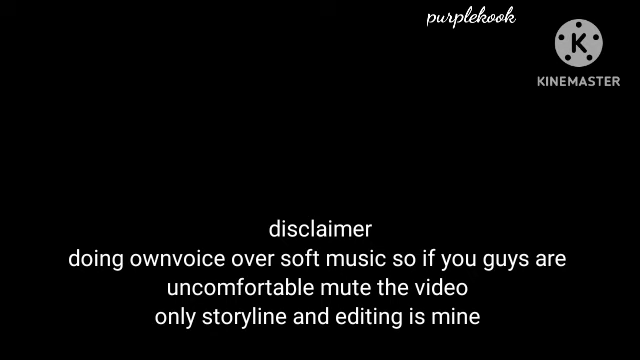 purplekook
K
KINEMASTER
disclaimer
doing ownvoice over soft music so if you guys are
uncomfortable mute the video
only storyline and editing is mine